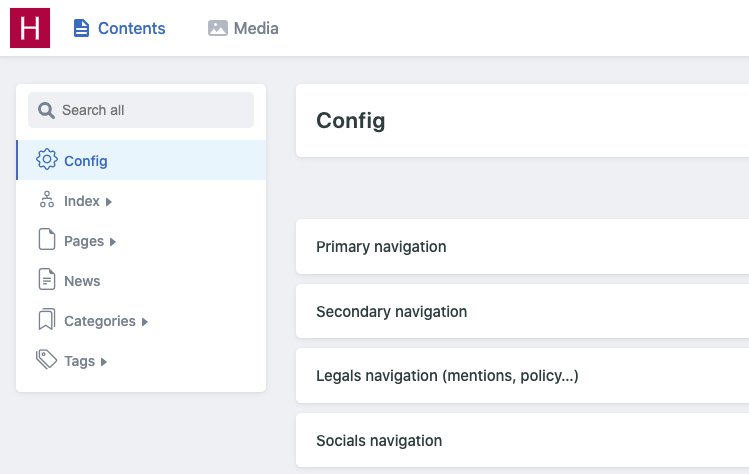 H
Contents
Media
Search all
Config
Index
Pages
News
Categories
Tags
Config
Primary navigation
Secondary navigation
Legals navigation (mentions, policy...)
Socials navigation